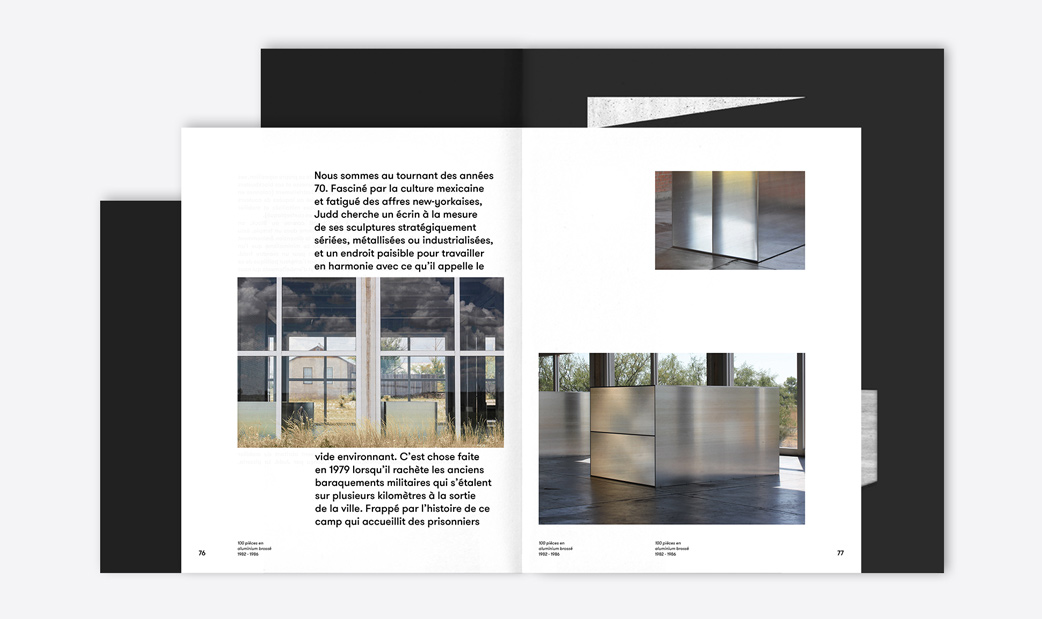 Nous sommes au tournant des années
70. Fasciné par la culture mexicaine
et fatigué des affres new-yorkaises,
Judd cherche un écrin à la mesure
de ses sculptures stratégiquement
sériées, métallisées ou industrialisées,
et un endroit paisible pour travailler
en harmonie avec ce qu'il appelle le
vide environnant. C'est chose faite
en 1979 lorsqu'il rachète les anciens
baraquements militaires qui s'étalent
sur plusieurs kilomètres à la sortie
de la ville. Frappé par l'histoire de ce
camp qui accueillit des prisonniers
76
100 pièces en
aluminium brossé
1982 - 1986
100 pièces en
aluminium brossé
1982 - 1986
100 pièces en
aluminium brossé
1982 - 1986
77